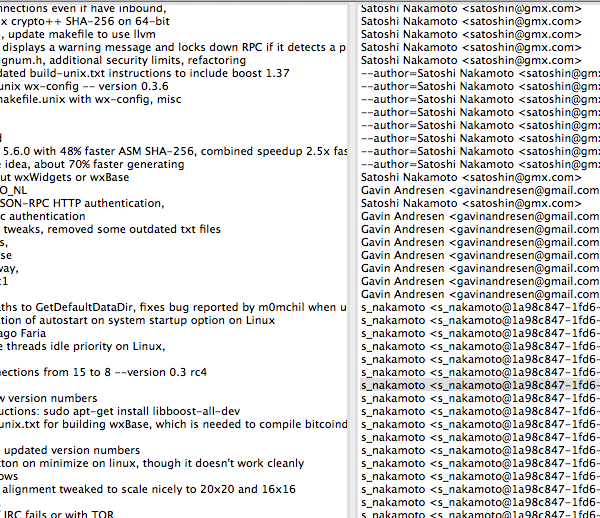 nnections even if have inbound, Satoshi Nakamoto <satoshin@gmx.com>
x crypto++ SHA-256 on 64-bit Satoshi Nakamoto <satoshin@gmx.com>
, update makefile to use llvm Satoshi Nakamoto <satoshin@gmx.com>
displays a warning message and locks down RPC if it detects a p Satoshi Nakamoto <satoshin@gmx.com>
gnum.h, additional security limits, refactoring Satoshi Nakamoto <satoshin@gmx.com>
dated build-unix.txt instructions to include boost 1.37 --author=Satoshi Nakamoto <satoshin@gmx
unix wx-config -- version 0.3.6 --author=Satoshi Nakamoto <satoshin@gmx
makefile.unix with wx-config, misc --author=Satoshi Nakamoto <satoshin@gmx
--author=Satoshi Nakamoto <satoshin@gmx
--author=Satoshi Nakamoto <satoshin@gmx
d --author=Satoshi Nakamoto <satoshin@gmx
5.6.0 with 48% faster ASM SHA-256, combined speedup 2.5x fas --author=Satoshi Nakamoto <satoshin@gmx
e idea, about 70% faster generating --author=Satoshi Nakamoto <satoshin@gmx
ut wxWidgets or wxBase Satoshi Nakamoto <satoshin@gmx.com>
O_NL Gavin Andresen <gavinandresen@gmail.com
SON-RPC HTTP authentication, Satoshi Nakamoto <satoshin@gmx.com>
c authentication Gavin Andresen <gavinandresen@gmail.com
tweaks, removed some outdated txt files Gavin Andresen <gavinandresen@gmail.com
s, Gavin Andresen <gavinandresen@gmail.com
se Gavin Andresen <gavinandresen@gmail.com
way, Gavin Andresen <gavinandresen@gmail.com
t1 Gavin Andresen <gavinandresen@gmail.com
Gavin Andresen <gavinandresen@gmail.com
aths to GetDefaultDataDir, fixes bug reported by m0mchil when u s_nakamoto <s_nakamoto@1a98c847-1fd6-
ation of autostart on system startup option on Linux s_nakamoto <s_nakamoto@1a98c847-1fd6-
ago Faria s_nakamoto <s_nakamoto@1a98c847-1fd6-
e threads idle priority on Linux, s_nakamoto <s_nakamoto@1a98c847-1fd6-
s_nakamoto <s_nakamoto@1a98c847-1fd6-
nections from 15 to 8 --version 0.3 rc4 s_nakamoto <s_nakamoto@1a98c847-1fd6-
s_nakamoto <s_nakamoto@1a98c847-1fd6-
w version numbers s_nakamoto <s_nakamoto@1a98c847-1fd6-
uctions: sudo apt-get install libboost-all-dev s_nakamoto <s_nakamoto@1a98c847-1fd6-
unix.txt for building wxBase, which is needed to compile bitcoind s_nakamoto <s_nakamoto@1a98c847-1fd6-
s_nakamoto <s_nakamoto@1a98c847-1fd6-
updated version numbers s_nakamoto <s_nakamoto@1a98c847-1fd6-
tton on minimize on linux, though it doesn't work cleanly s_nakamoto <s_nakamoto@1a98c847-1fd6-
ows s_nakamoto <s_nakamoto@1a98c847-1fd6-
alignment tweaked to scale nicely to 20x20 and 16x16 s_nakamoto <s_nakamoto@1a98c847-1fd6-
s_nakamoto <s_nakamoto@1a98c847-1fd6-
f IRC fails or with TOR s_nakamoto <s_nakamoto@1a98c847-1fd6-